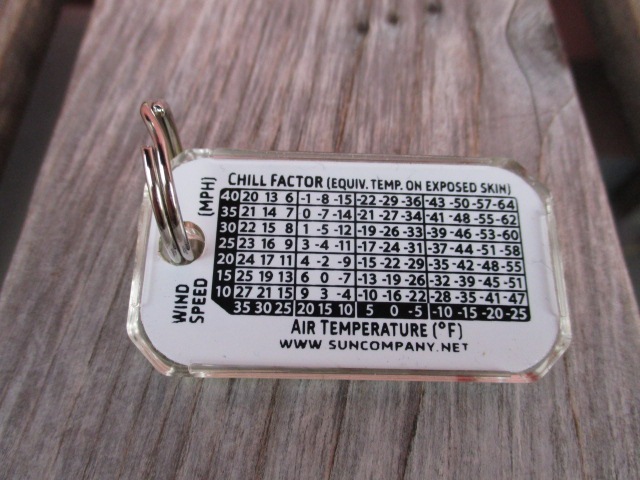 CHILL FACTOR (EQUIV. TEMP. ON EXPOSED SKIN)
WIND SPEED (MPH)
40 20 13 6 -1 -8 -15 -22 -29 -36 -43 -50 -57 -64
35 21 14 7 0 -7 -14 -21 -27 -34 -41 -48 -55 -62
30 22 15 8 1 -5 -12 -19 -26 -33 -39 -46 -53 -60
25 23 16 9 3 -4 -11 -17 -24 -31 -37 -44 -51 -58
20 24 17 11 4 -2 -9 -15 -22 -29 -35 -42 -48 -55
15 25 19 13 6 0 -7 -13 -19 -26 -32 -39 -45 -51
10 27 21 15 9 3 -4 -10 -16 -22 -28 -35 -41 -47
35 30 25 20 15 10 5 0 -5 -10 -15 -20 -25
AIR TEMPERATURE (°F)
WWW.SUNCOMPANY.NET